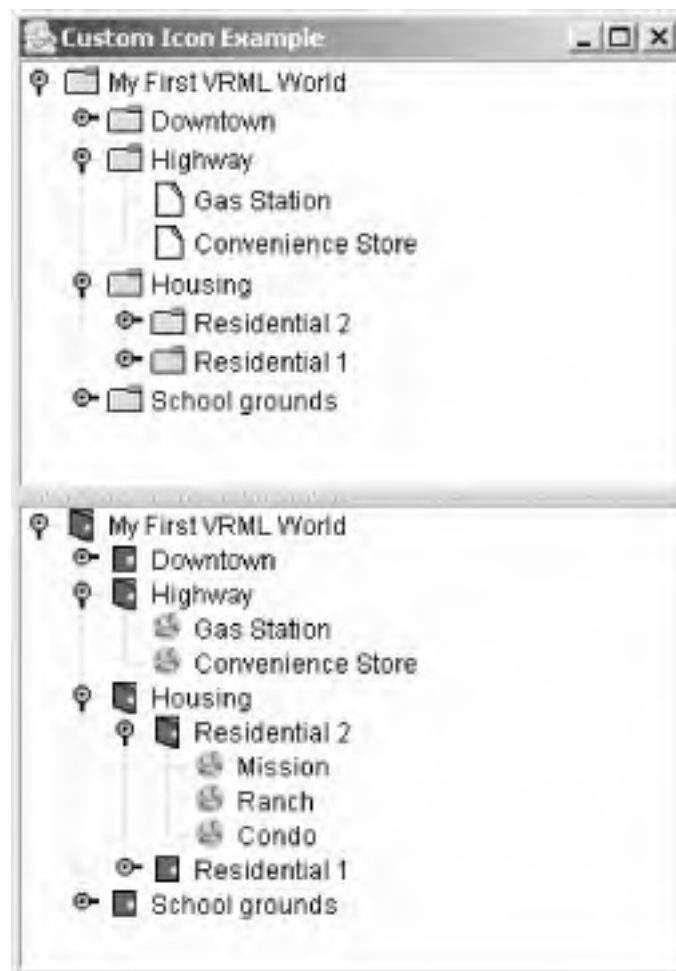 Custom Icon Example
My First VRML World
Downtown
Highway
Gas Station
Convenience Store
Housing
Residential 2
Residential 1
School grounds
My First VRML World
Downtown
Highway
Gas Station
Convenience Store
Housing
Residential 2
Mission
Ranch
Condo
Residential 1
School grounds